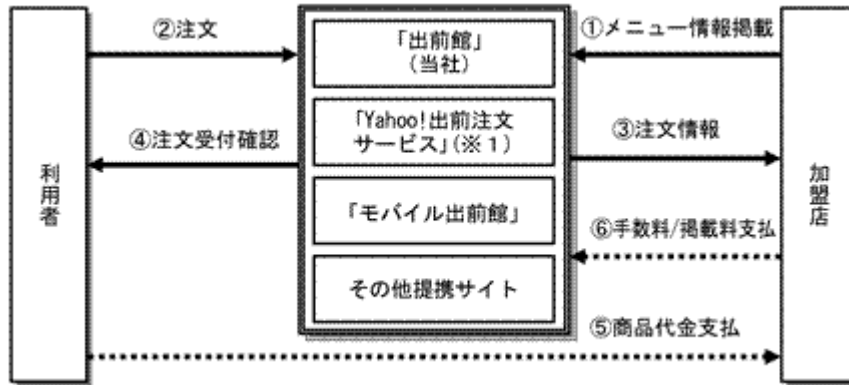 ②注文
「出前館」
(当社)
①メニュー情報掲載
「Yahoo!出前注文
サービス」(※1)
④注文受付確認
③注文情報
利用者
加盟店
「モバイル出前館」
⑥手数料/掲載料支払
その他提携サイト
⑤商品代金支払